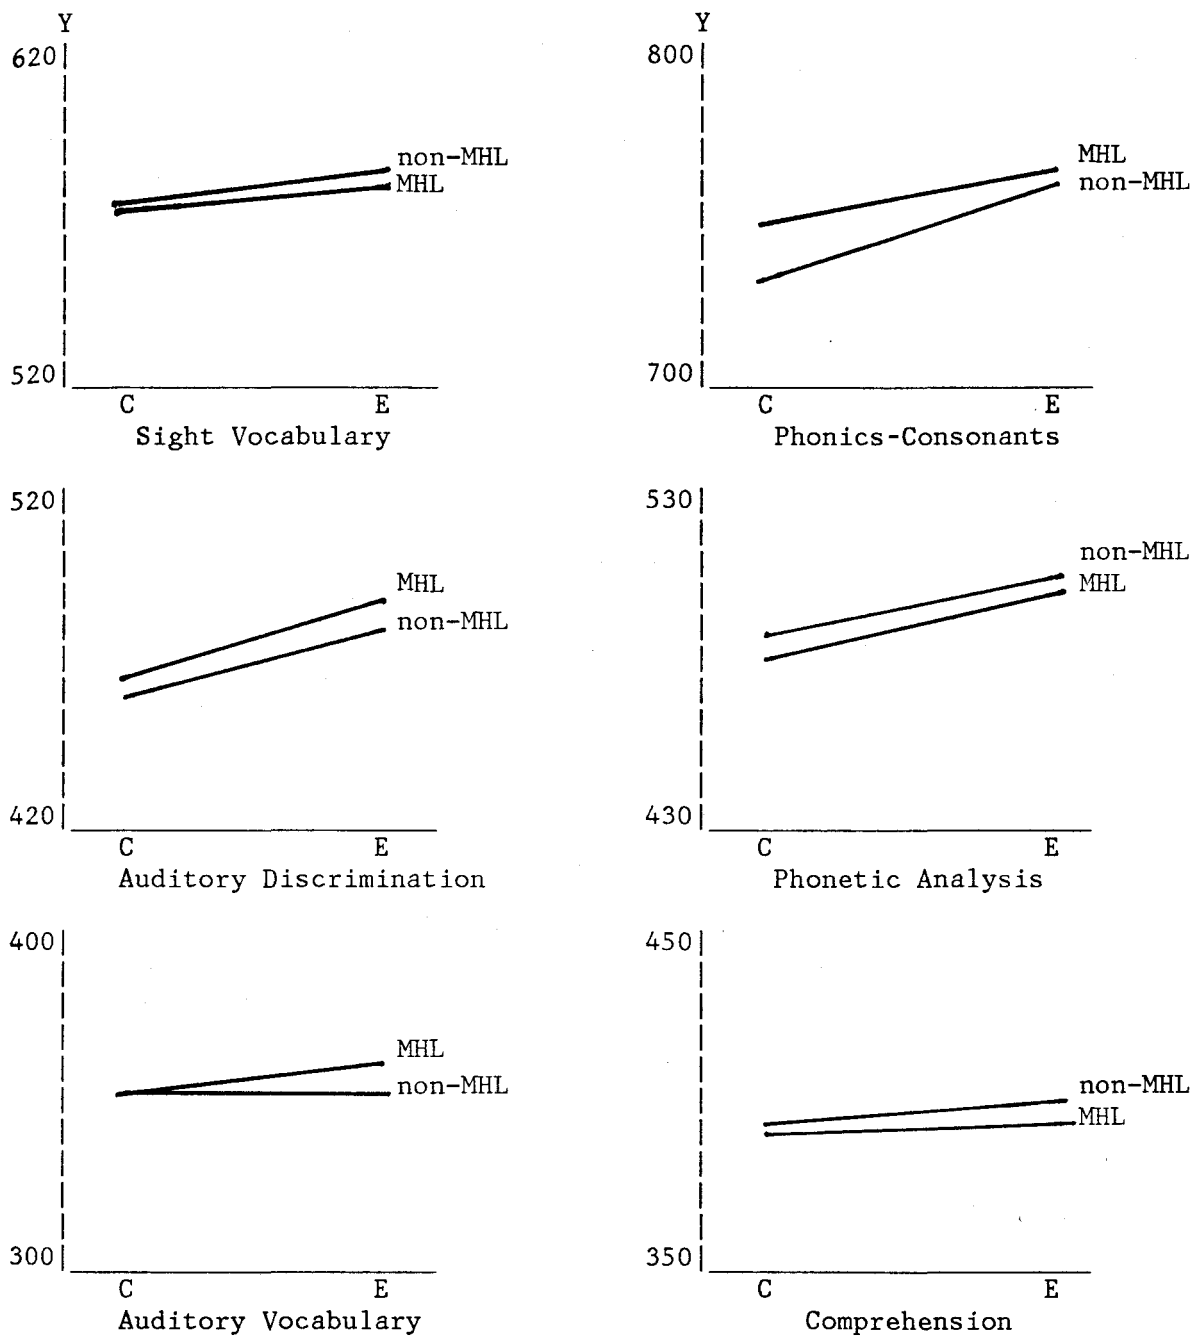 Y
620
non-MHL
MHL
520
C E
Sight Vocabulary
Y
800
MHL
non-MHL
700
C E
Phonics-Consonants
520
MHL
non-MHL
420
C E
Auditory Discrimination
530
non-MHL
MHL
430
C E
Phonetic Analysis
400
MHL
non-MHL
300
C E
Auditory Vocabulary
450
non-MHL
MHL
350
C E
Comprehension